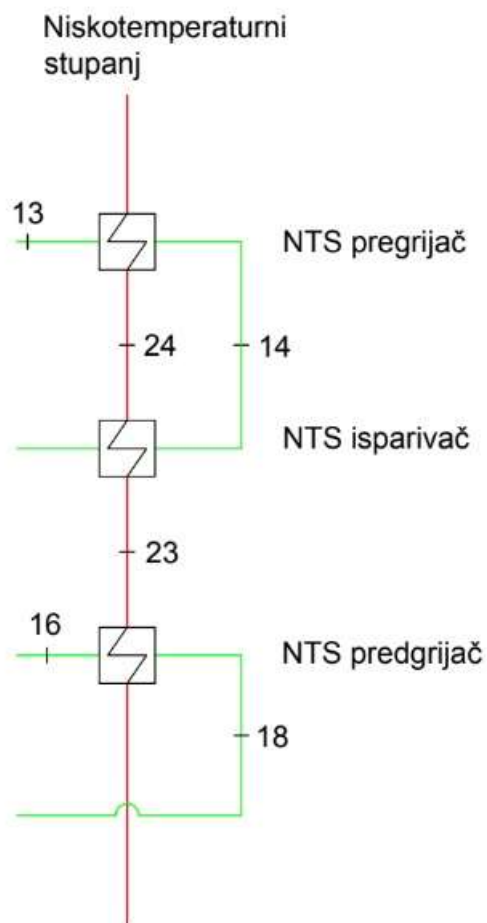 Niskotemperaturni
stupanj
13
NTS pregrijač
24
14
NTS isparivač
23
16
NTS predgrijač
18